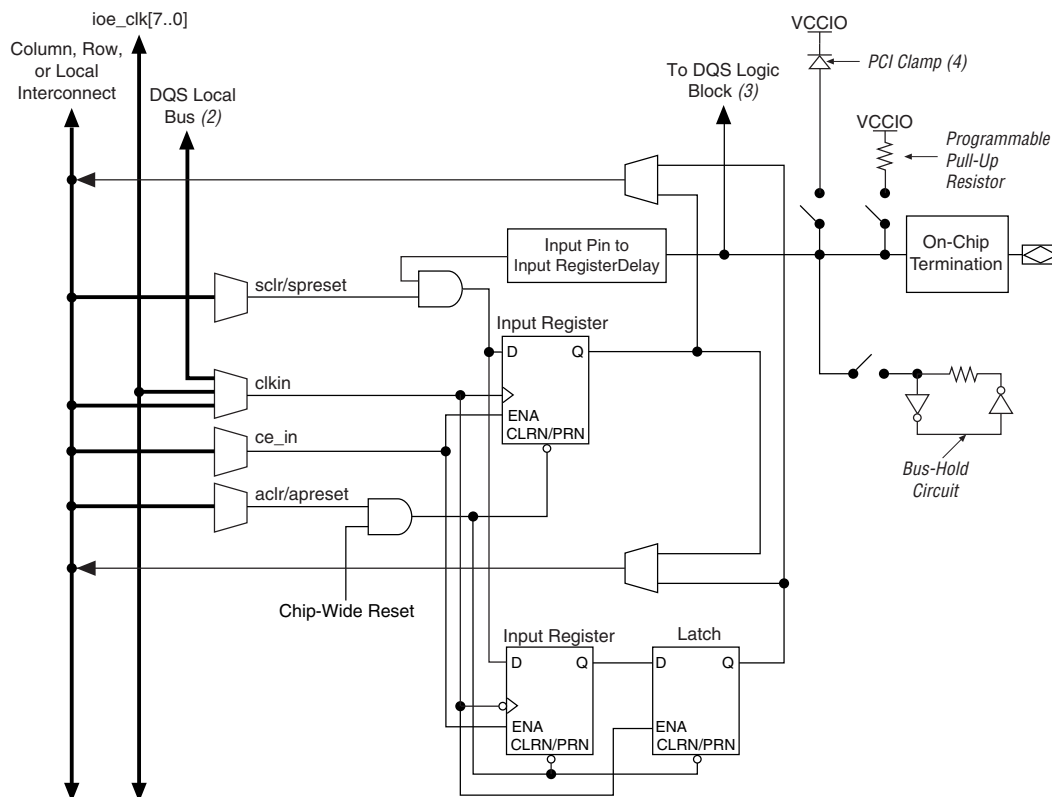 ioe_clk[7..0]
Column, Row,
or Local
Interconnect
DQS Local
Bus (2)
To DQS Logic
Block (3)
VCCIO
PCI Clamp (4)
VCCIO
Programmable
Pull-Up
Resistor
Input Pin to
Input RegisterDelay
On-Chip
Termination
sclr/spreset
Input Register
D
Q
clkin
ENA
CLRN/PRN
ce_in
Bus-Hold
Circuit
aclr/apreset
Chip-Wide Reset
Input Register
D
Q
ENA
CLRN/PRN
Latch
D
Q
ENA
CLRN/PRN